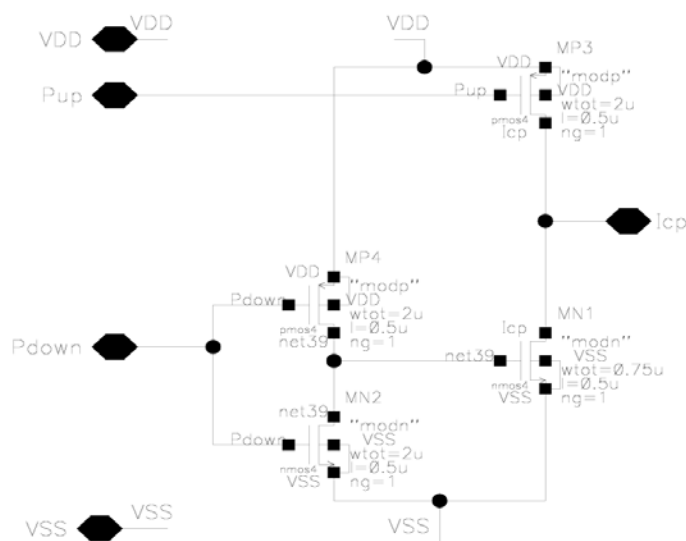 VDD
VDD
VDD
MP3
VDD
"modp"
Pup
Pup
VDD
wtot=2u
pmos4
l=0.5u
Icp
ng=1
Icp
MP4
VDD
"modp"
Pdown
VDD
wtot=2u
pmos4
l=0.5u
net39
ng=1
MN1
Icp
"modn"
Pdown
net39
VSS
wtot=0.75u
nmos4
l=0.5u
VSS
ng=1
MN2
net39
"modn"
Pdown
VSS
wtot=2u
nmos4
l=0.5u
VSS
ng=1
VSS
VSS
VSS